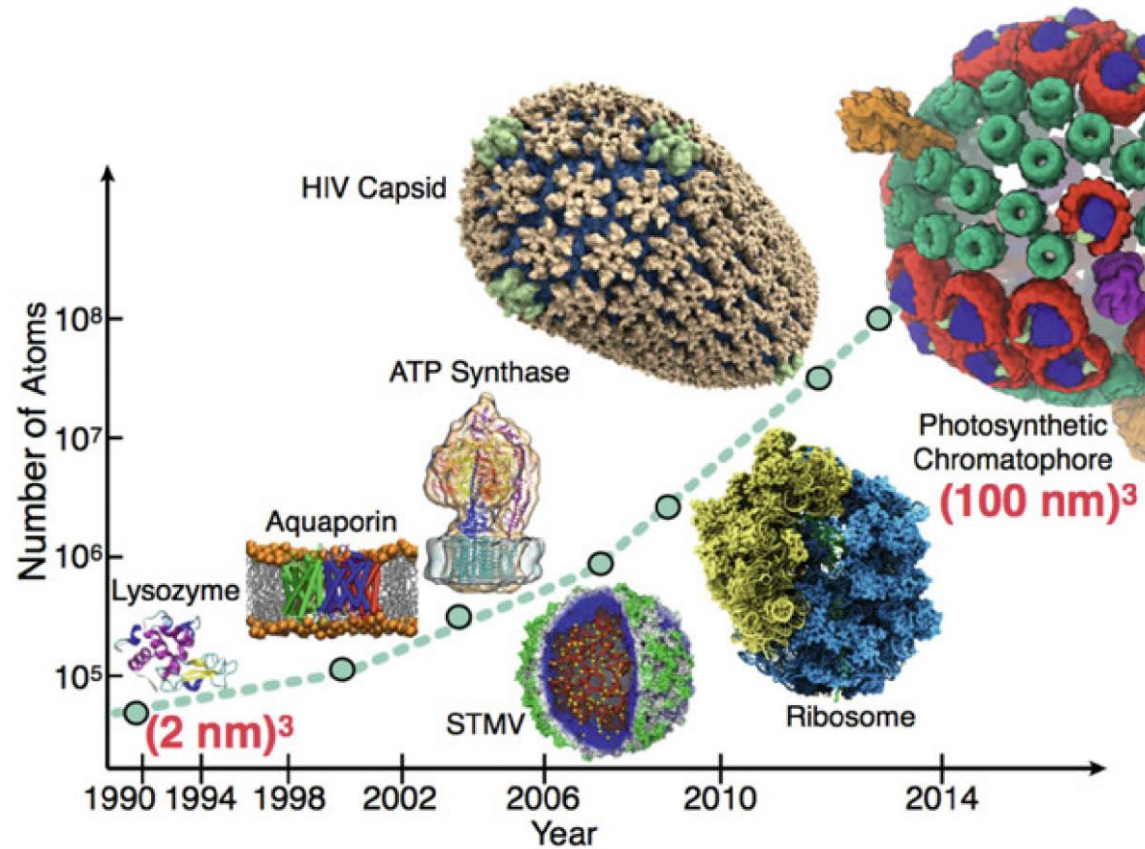 HIV Capsid
Number of Atoms
10⁸
10⁷
10⁶
10⁵
ATP Synthase
Aquaporin
Lysozyme
Photosynthetic
Chromatophore
(100 nm)³
(2 nm)³
STMV
Ribosome
1990 1994 1998 2002 2006 2010 2014
Year